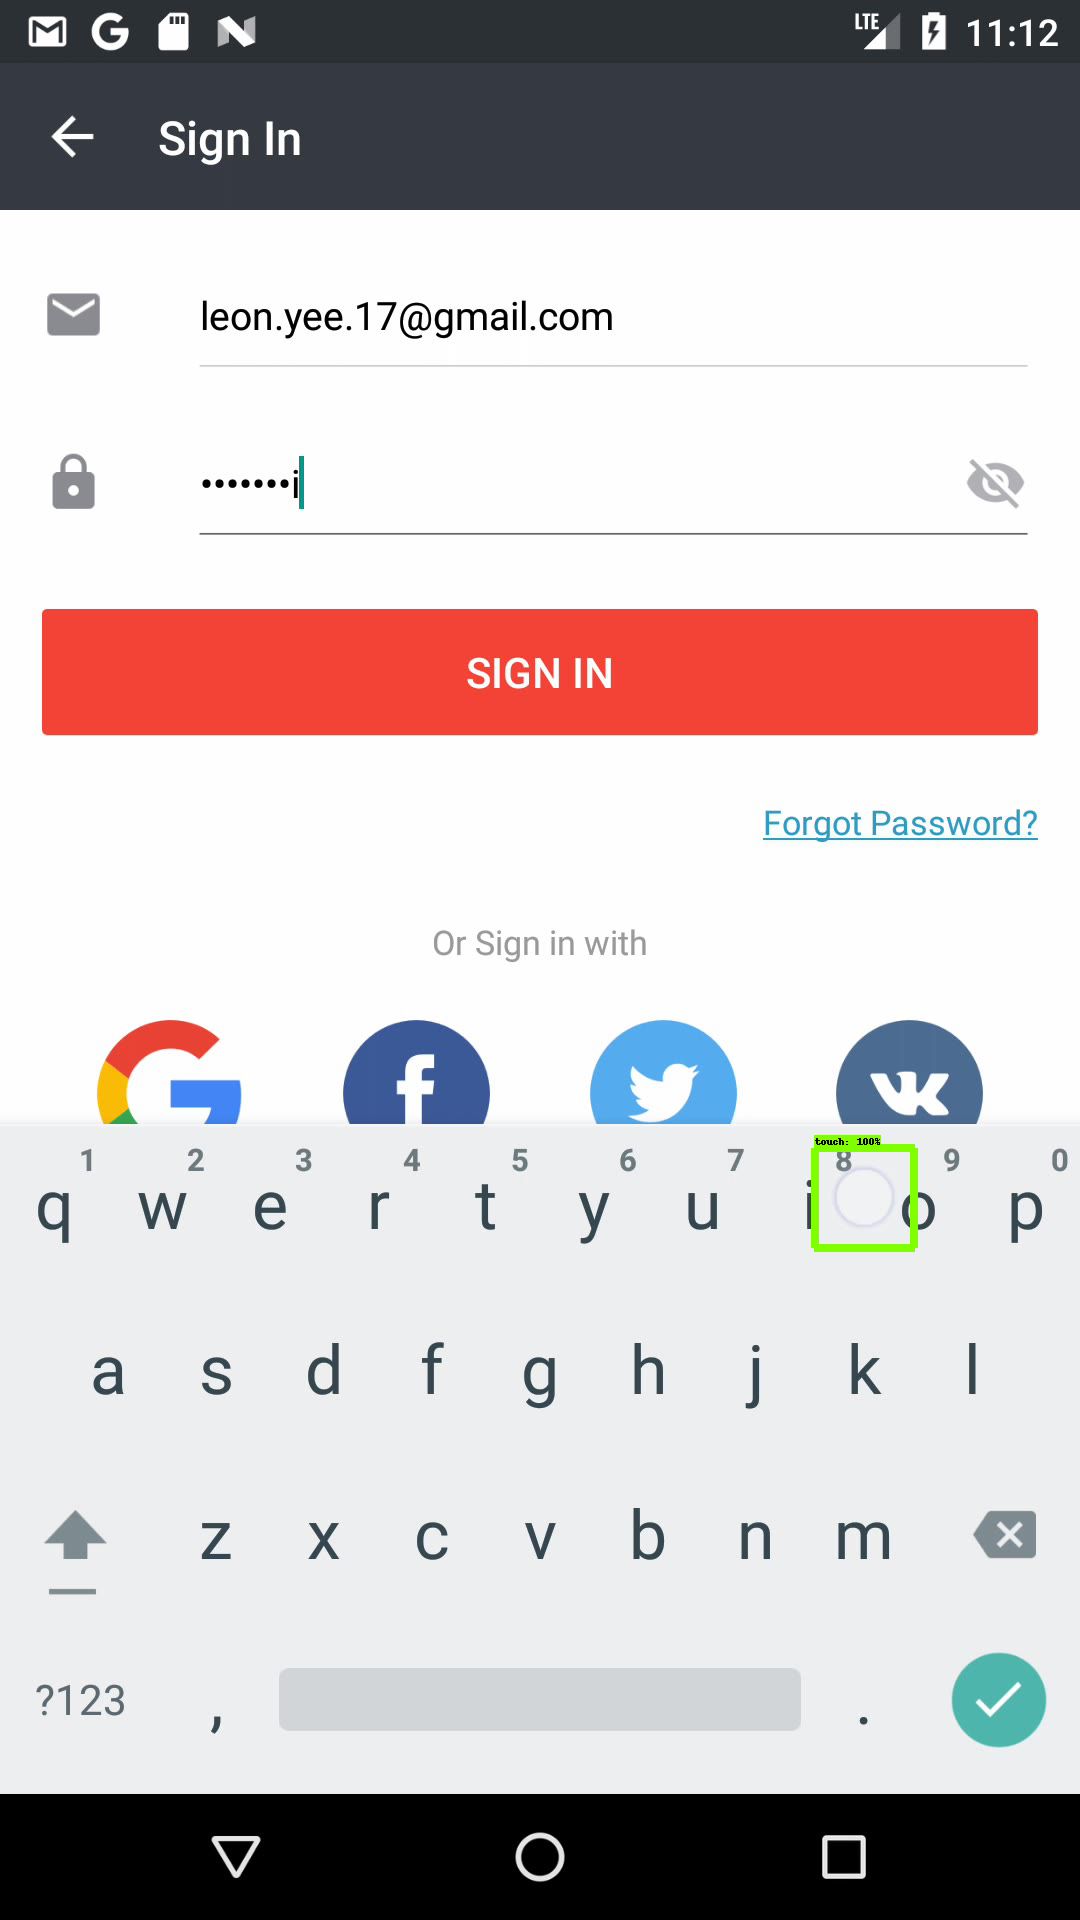 LTE 11:12
Sign In
leon.yee.17@gmail.com
•••••••i
SIGN IN
Forgot Password?
Or Sign in with
touch: 100%
1 2 3 4 5 6 7 8 9 0
q w e r t y u i o p
a s d f g h j k l
z x c v b n m
?123 , .